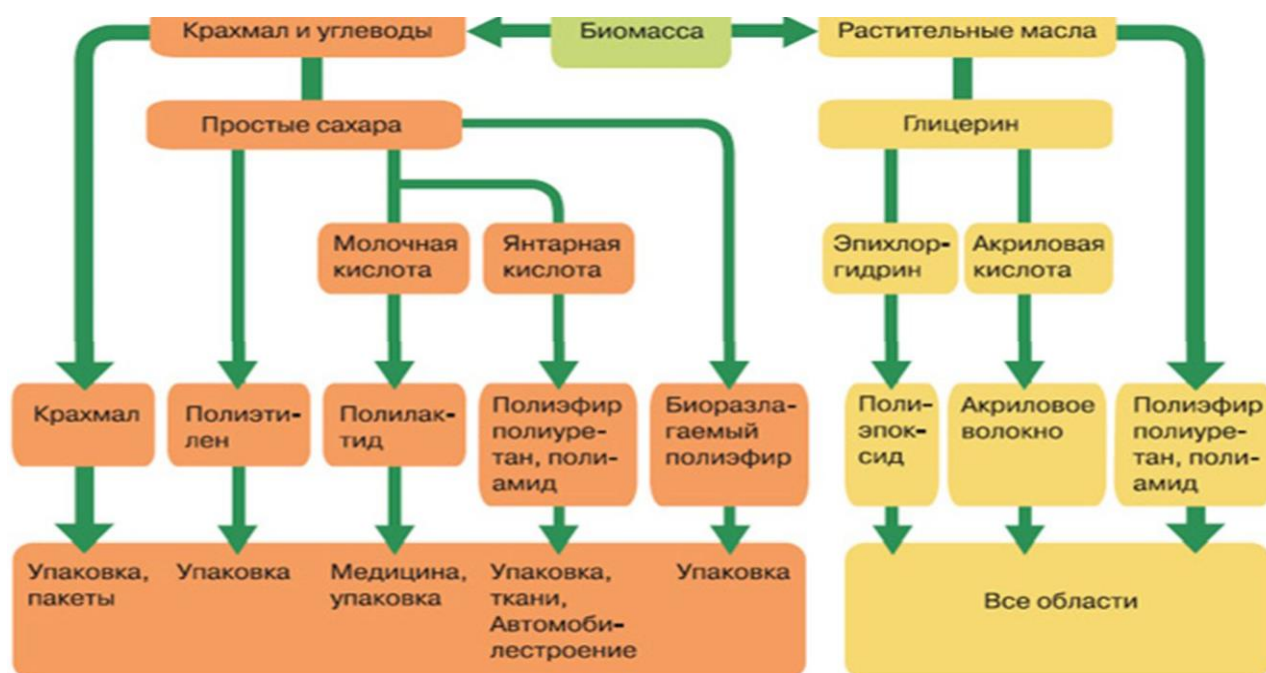 Крахмал и углеводы
Биомасса
Растительные масла
Простые сахара
Глицерин
Молочная
кислота
Янтарная
кислота
Эпихлор-
гидрин
Акриловая
кислота
Крахмал
Полиэти-
лен
Полилак-
тид
Полиэфир
полиуре-
тан, поли-
амид
Биоразла-
гаемый
полиэфир
Поли-
эпок-
сид
Акриловое
волокно
Полиэфир
полиуре-
тан, поли-
амид
Упаковка,
пакеты
Упаковка
Медицина,
упаковка
Упаковка,
ткани,
Автомоби-
лестроение
Упаковка
Все области